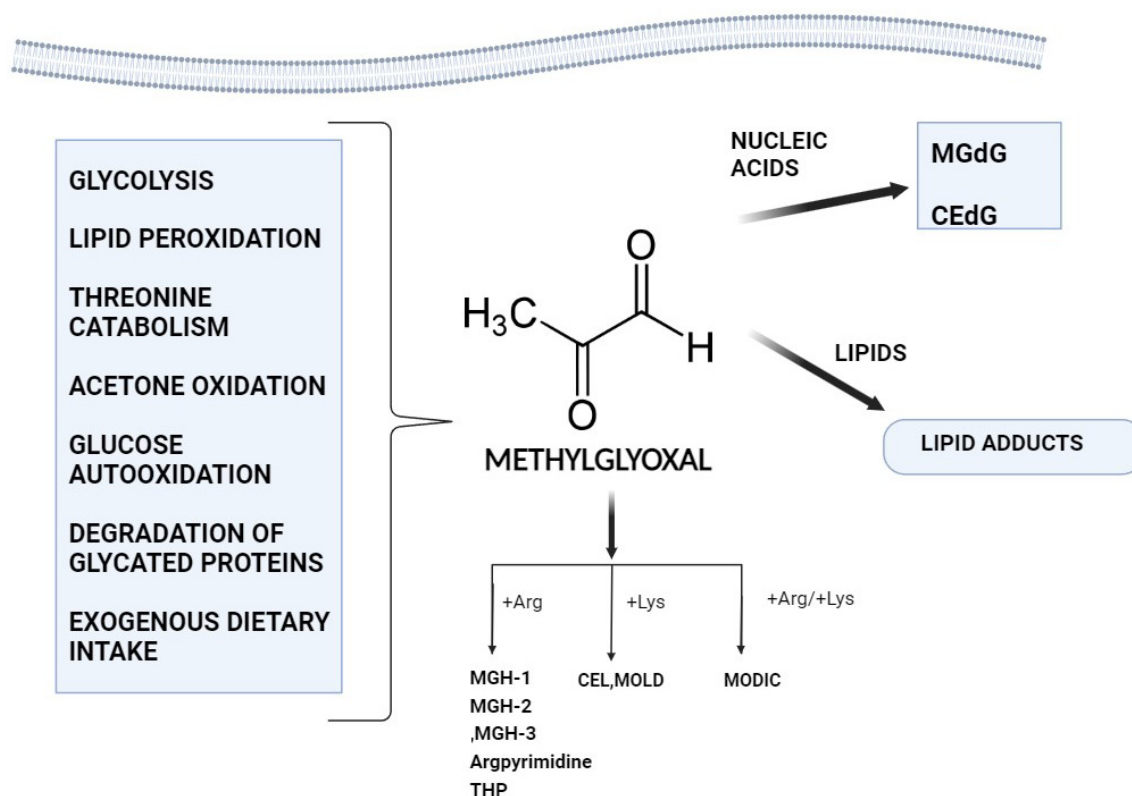 GLYCOLYSIS
LIPID PEROXIDATION
THREONINE
CATABOLISM
ACETONE OXIDATION
GLUCOSE
AUTOOXIDATION
DEGRADATION OF
GLYCATED PROTEINS
EXOGENOUS DIETARY
INTAKE
O
H3C
H
O
METHYLGLYOXAL
NUCLEIC
ACIDS
MGdG
CEdG
LIPIDS
LIPID ADDUCTS
+Arg
+Lys
+Arg/+Lys
MGH-1
MGH-2
,MGH-3
Argpyrimidine
THP
CEL,MOLD
MODIC